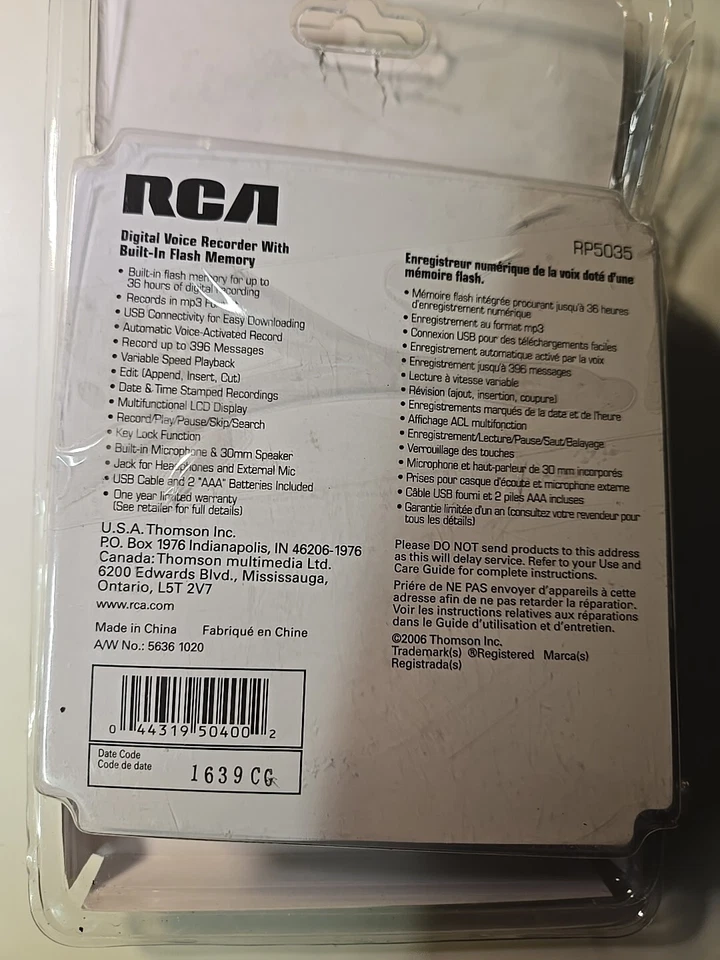 RCA
Digital Voice Recorder With
Built-In Flash Memory
• Built-in flash memory for up to
36 hours of digital recording
• Records in mp3
• USB Connectivity for Easy Downloading
• Automatic Voice-Activated Record
• Record up to 396 Messages
• Variable Speed Playback
• Edit (Append, Insert, Cut)
• Date & Time Stamped Recordings
• Multifunctional LCD Display
• Record/Play/Pause/Skip/Search
• Key Lock Function
• Built-in Microphone & 30mm Speaker
• Jack for Headphones and External Mic
• USB Cable and 2 "AAA" Batteries Included
• One year limited warranty
(See retailer for full details)
U.S.A. Thomson Inc.
P.O. Box 1976 Indianapolis, IN 46206-1976
Canada: Thomson multimedia Ltd.
6200 Edwards Blvd., Mississauga,
Ontario, L5T 2V7
www.rca.com
Made in China Fabriqué en Chine
A/W No.: 5636 1020
0 44319 50400 2
Date Code
Code de date
1639 CG
RP5035
Enregistreur numérique de la voix doté d'une
mémoire flash.
• Mémoire flash intégrée procurant jusqu'à 36 heures
d'enregistrement numérique
• Enregistrement au format mp3
• Connexion USB pour des téléchargements faciles
• Enregistrement automatique activé par la voix
• Enregistrement jusqu'à 396 messages
• Lecture à vitesse variable
• Révision (ajout, insertion, coupure)
• Enregistrements marqués de la date et de l'heure
• Affichage ACL multifonction
• Enregistrement/Lecture/Pause/Saut/Balayage
• Verrouillage des touches
• Microphone et haut-parleur de 30 mm incorporés
• Prises pour casque d'écoute et microphone externe
• Câble USB fourni et 2 piles AAA incluses
• Garantie limitée d'un an (consultez votre revendeur pour
tous les détails)
Please DO NOT send products to this address
as this will delay service. Refer to your Use and
Care Guide for complete instructions.
Priére de NE PAS envoyer d'appareils à cette
adresse afin de ne pas retarder la réparation.
Voir les instructions relatives aux réparations
dans le Guide d'utilisation et d'entretien.
©2006 Thomson Inc.
Trademark(s) ®Registered Marca(s)
Registrada(s)